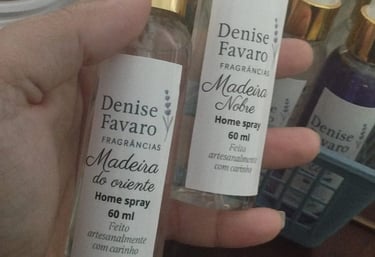 Denise
Favaro
FRAGRÂNCIAS
Madeira
do oriente
Home spray
60 ml
Feito
artesanalmente
com carinho
Denise
Favaro
FRAGRÂNCIAS
Madeira
Nobre
Home spray
60 ml
Feito
artesanalmente
com carinho
Denise
Favaro